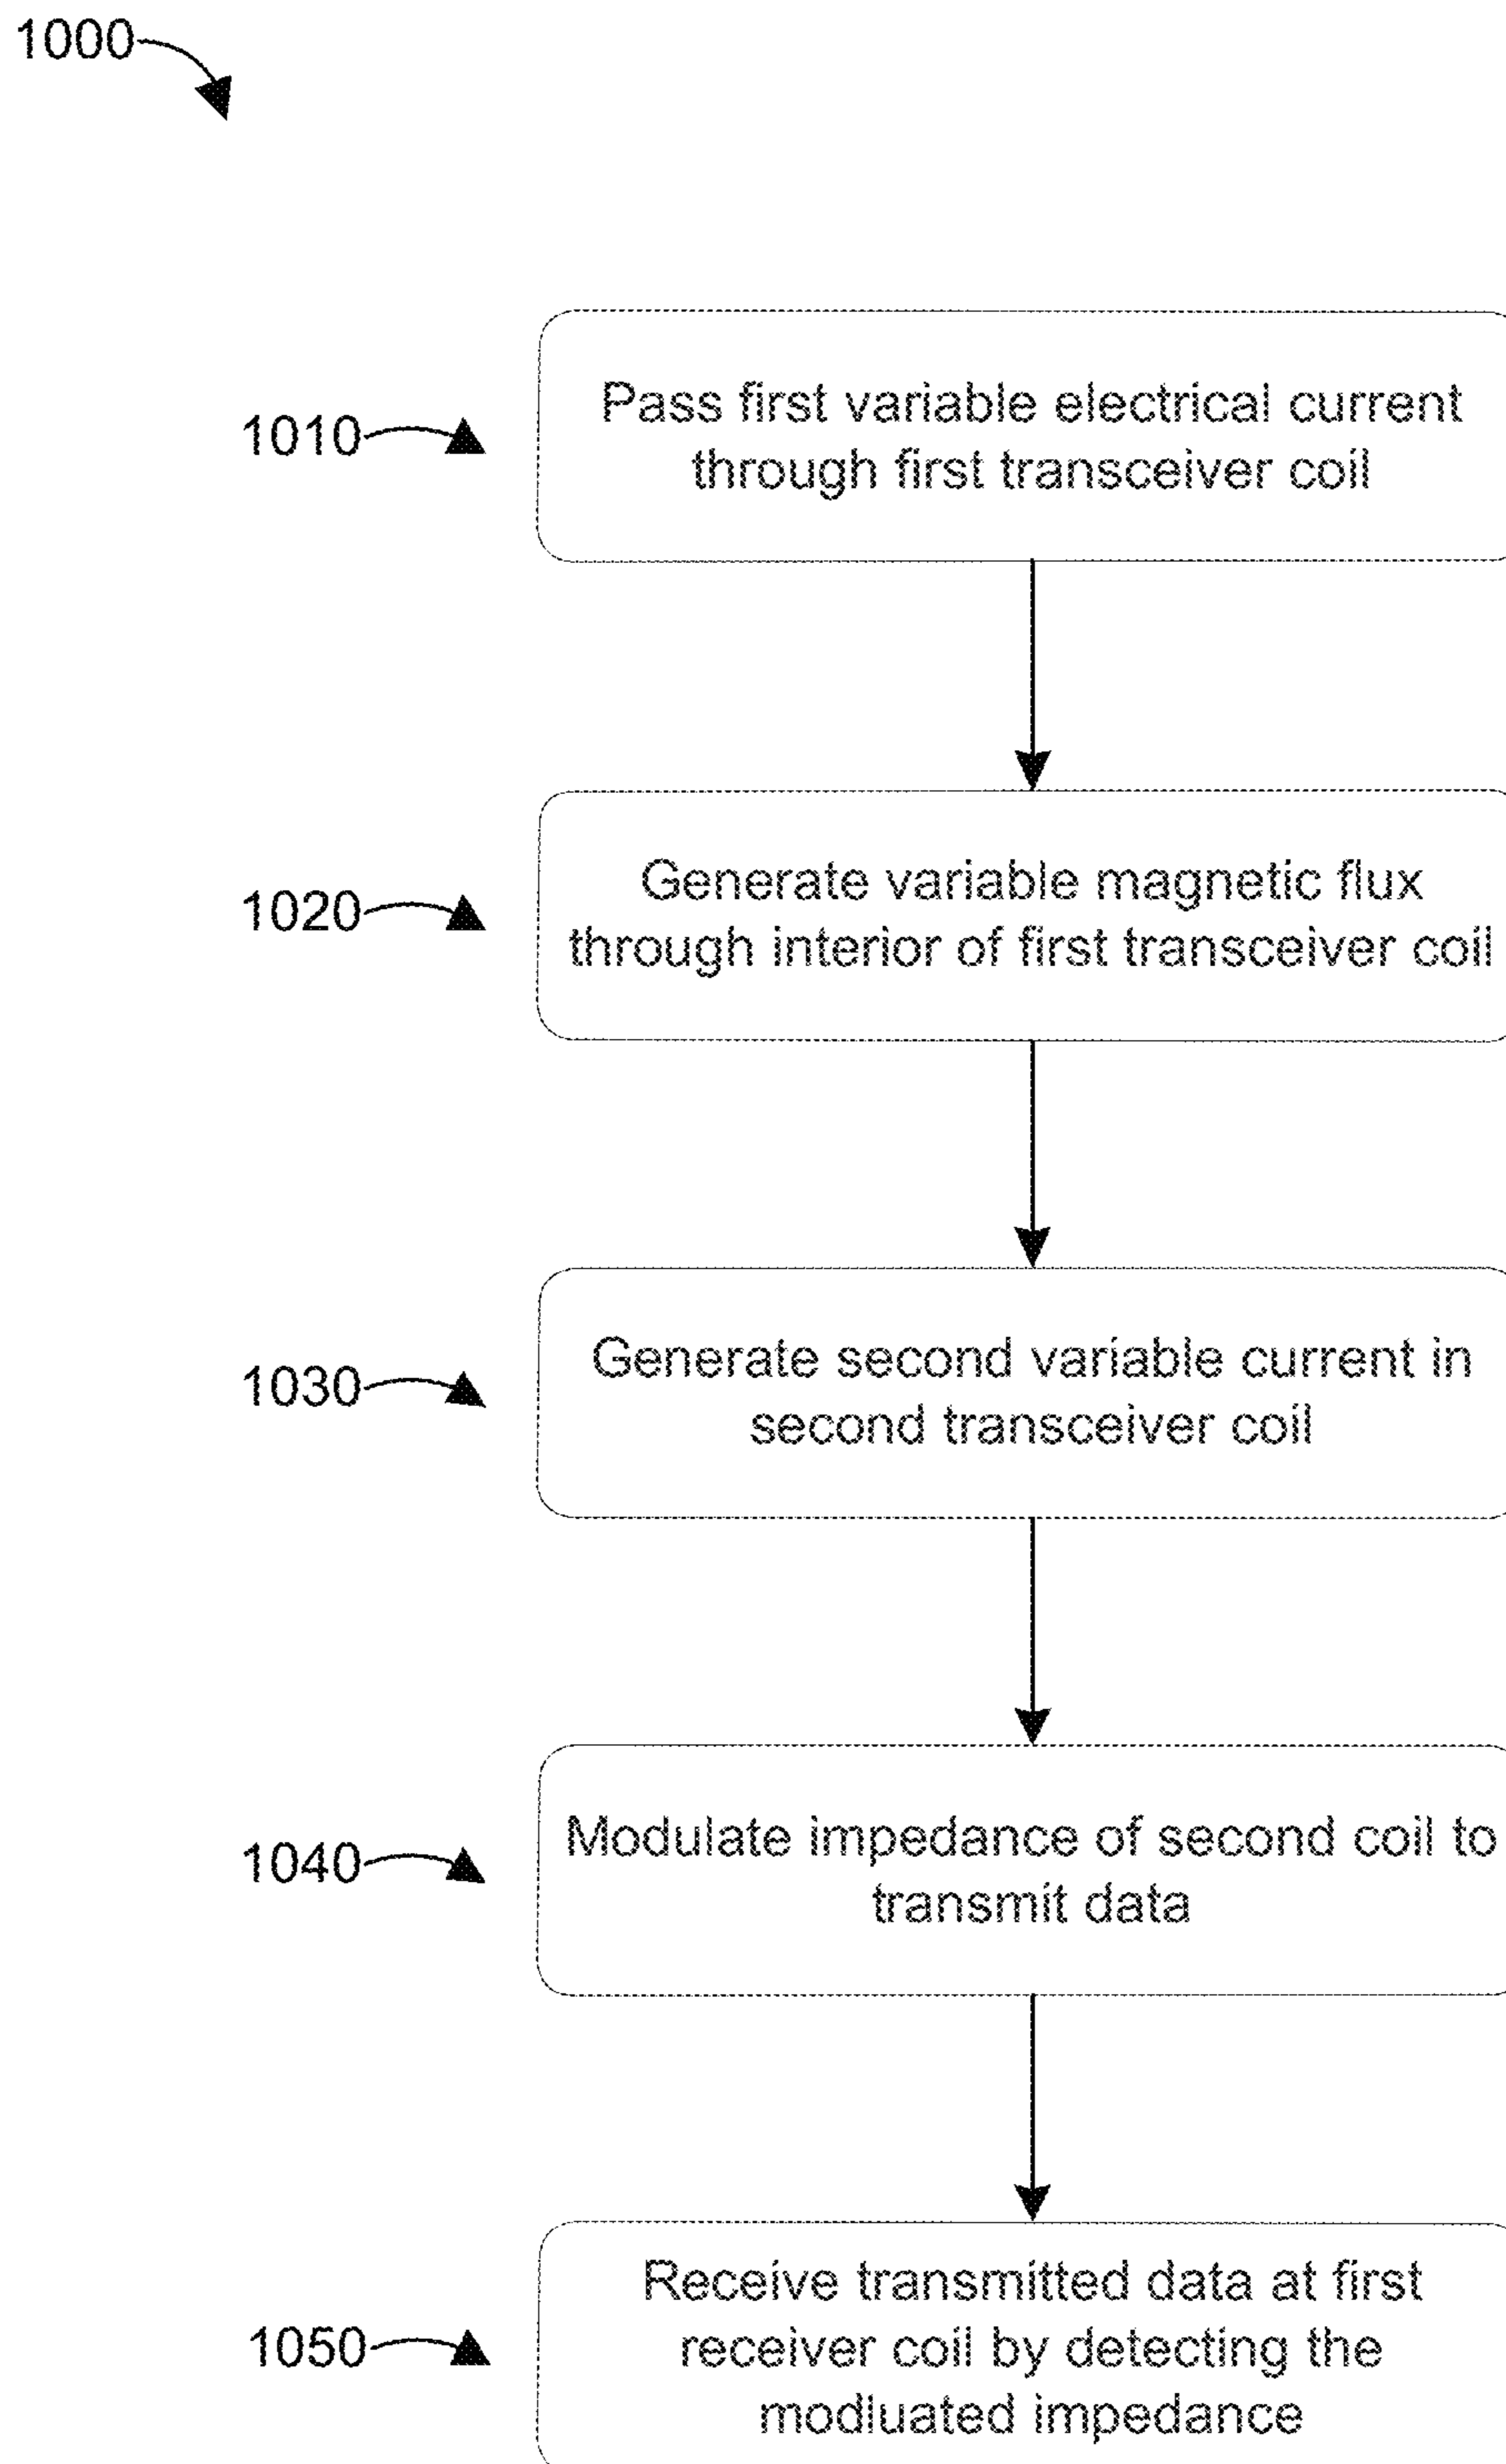 1000
1010
Pass first variable electrical current
through first transceiver coil
1020
Generate variable magnetic flux
through interior of first transceiver coil
1030
Generate second variable current in
second transceiver coil
1040
Modulate impedance of second coil to
transmit data
1050
Receive transmitted data at first
receiver coil by detecting the
modluated impedance